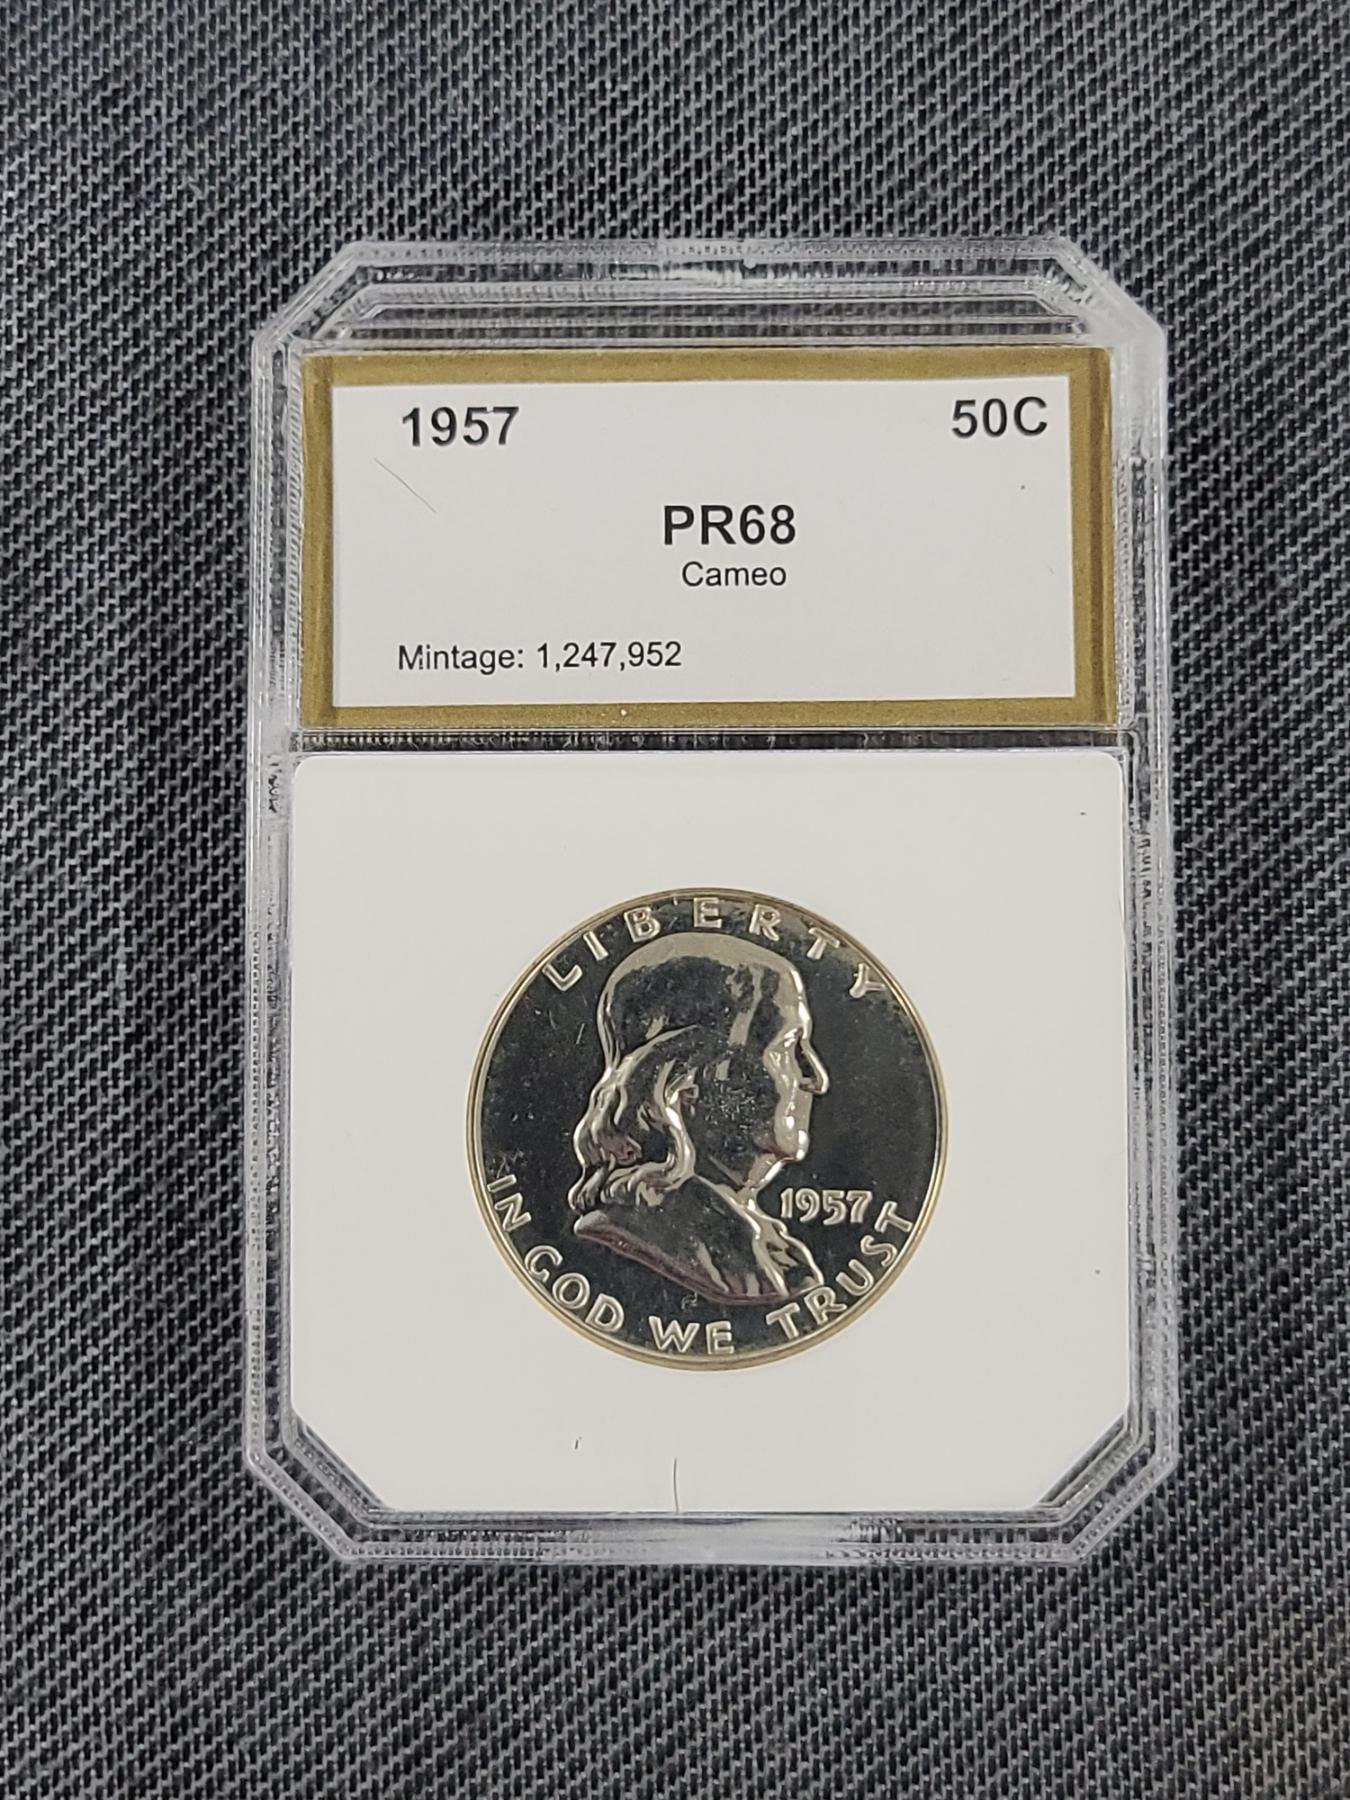 1957 50C
PR68
Cameo
Mintage: 1,247,952
LIBERTY
1957
IN GOD WE TRUST